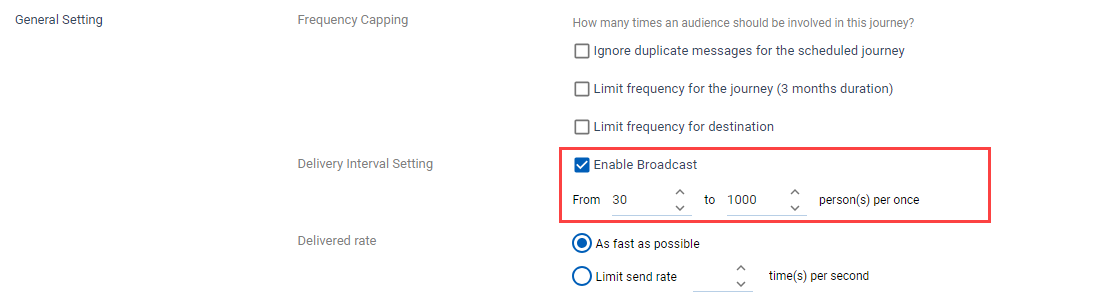 General Setting
Frequency Capping
How many times an audience should be involved in this journey?
Ignore duplicate messages for the scheduled journey
Limit frequency for the journey (3 months duration)
Limit frequency for destination
Delivery Interval Setting
Enable Broadcast
From 30 to 1000 person(s) per once
Delivered rate
As fast as possible
Limit send rate time(s) per second